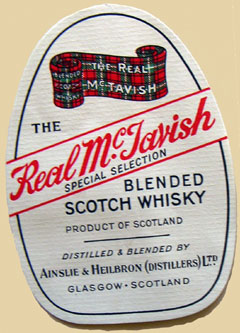 THE REAL
McTAVISH
BLENDED
THE
Real McTavish
SPECIAL SELECTION
BLENDED
SCOTCH WHISKY
PRODUCT OF SCOTLAND
DISTILLED & BLENDED BY
AINSLIE & HEILBRON (DISTILLERS) LTD.
GLASGOW · SCOTLAND